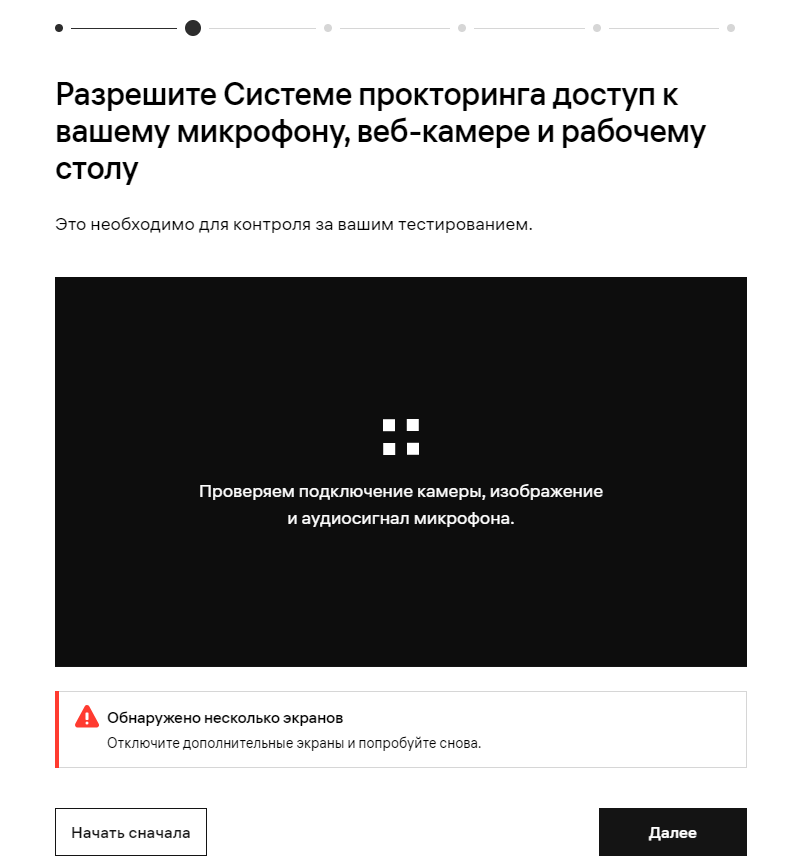 Разрешите Системе прокторинга доступ к
вашему микрофону, веб-камере и рабочему
столу
Это необходимо для контроля за вашим тестированием.
Проверяем подключение камеры, изображение
и аудиосигнал микрофона.
Обнаружено несколько экранов
Отключите дополнительные экраны и попробуйте снова.
Начать сначала
Далее